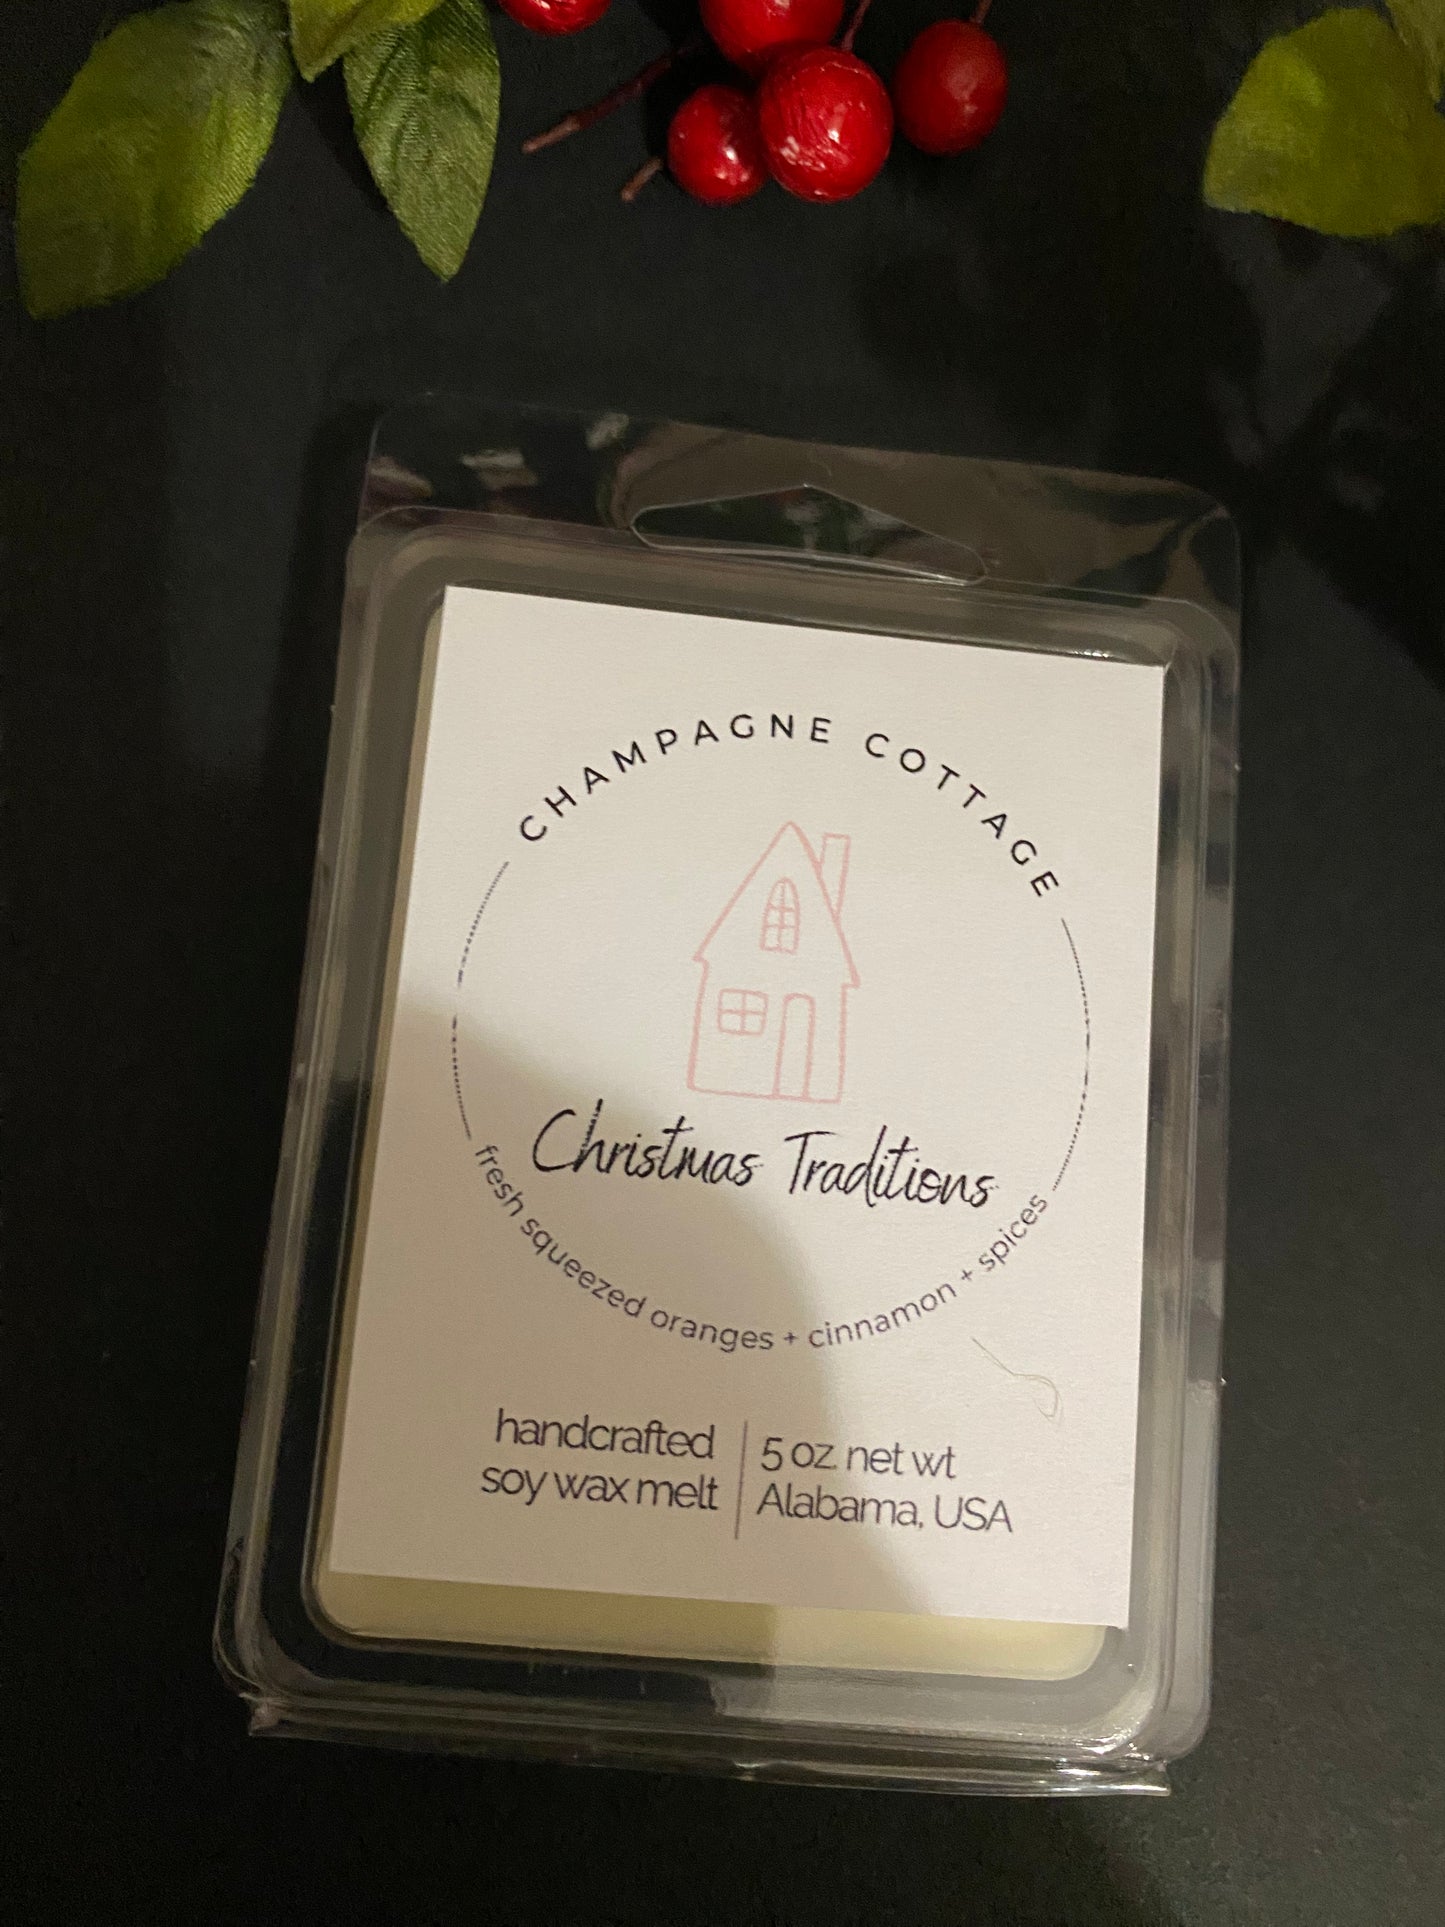 CHAMPAGNE COTTAGE
Christmas Traditions
fresh squeezed oranges + cinnamon + spices
handcrafted
soy wax melt
5 oz net wt
Alabama, USA